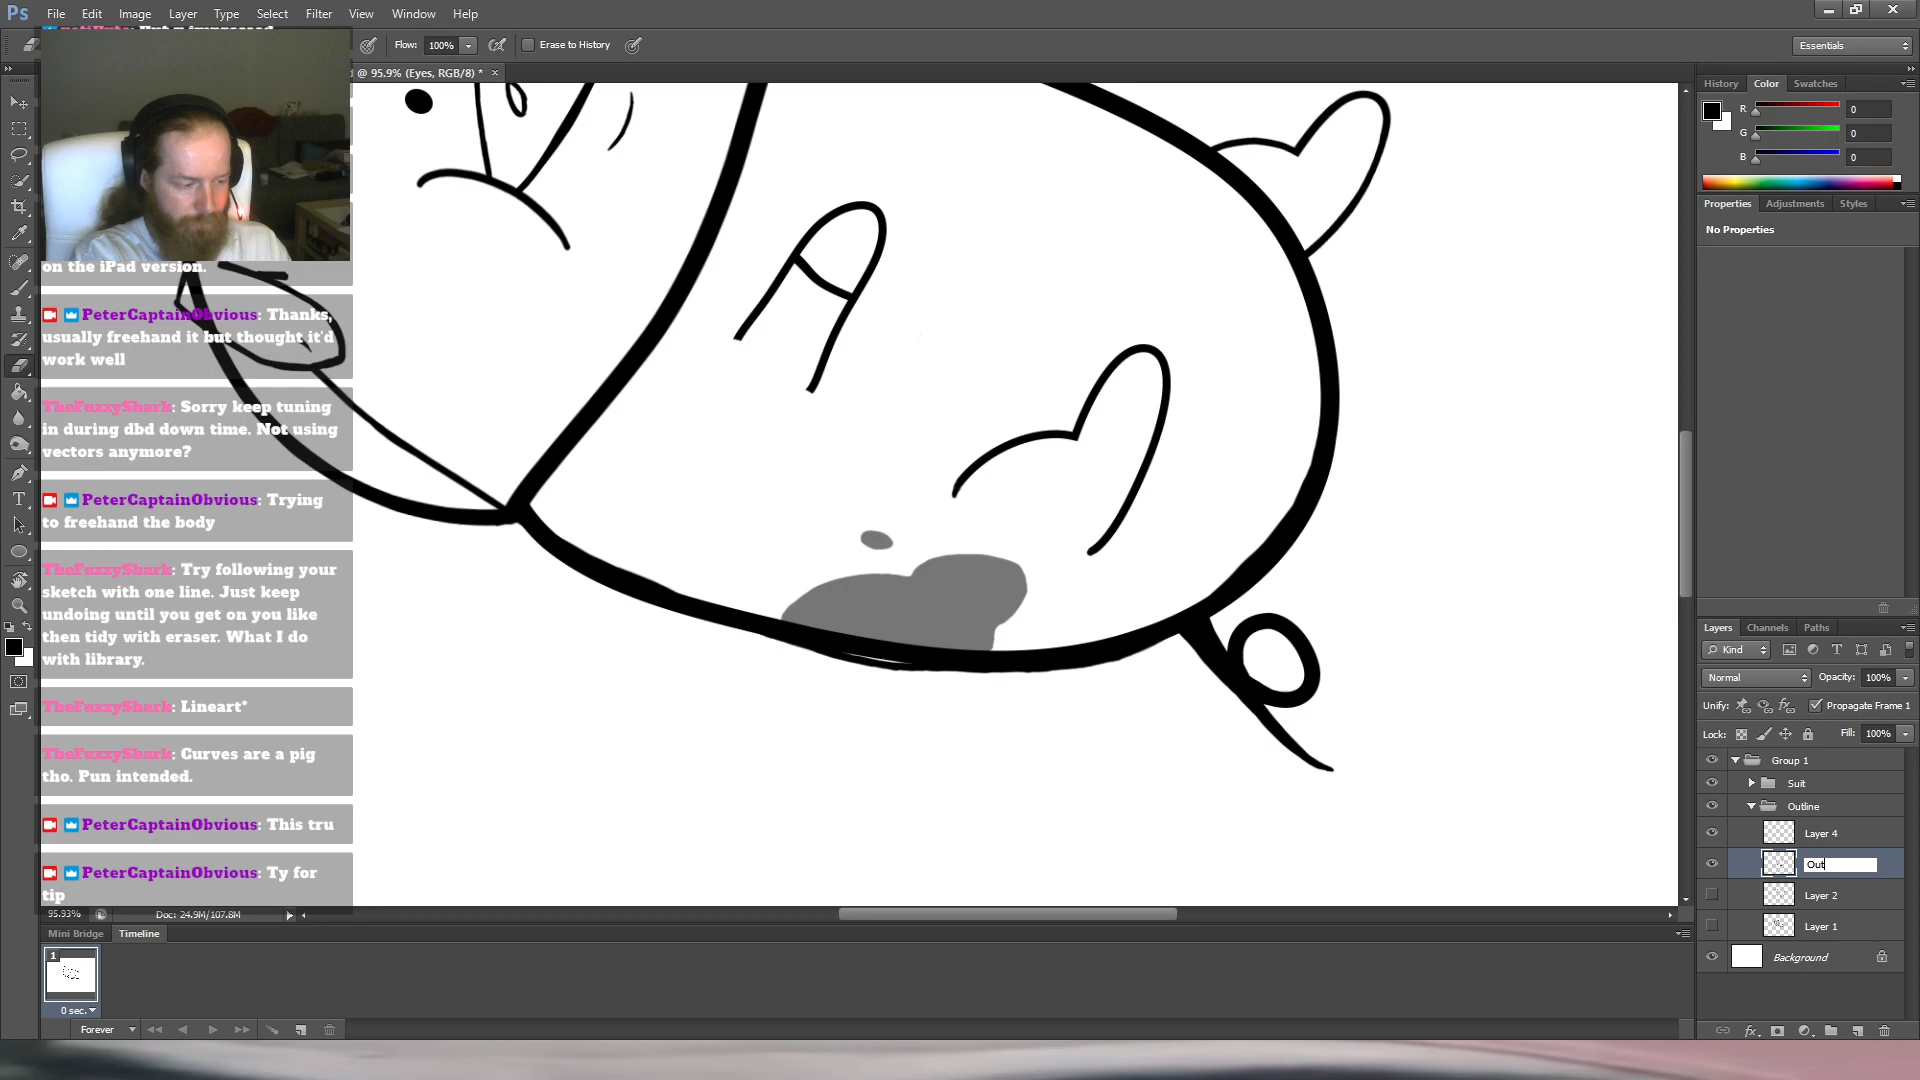 Ps File Edit Image Layer Type Select Filter View Window Help
Flow: 100% Erase to History Essentials
d @ 95.9% (Eyes, RGB/8) * ×
on the iPad version.
PeterCaptainObvious: Thanks,
usually freehand it but thought it'd
work well
TheFuzzyShark: Sorry keep tuning
in during dbd down time. Not using
vectors anymore?
PeterCaptainObvious: Trying
to freehand the body
TheFuzzyShark: Try following your
sketch with one line. Just keep
undoing until you get on you like
then tidy with eraser. What I do
with library.
TheFuzzyShark: Lineart*
TheFuzzyShark: Curves are a pig
tho. Pun intended.
PeterCaptainObvious: This tru
PeterCaptainObvious: Ty for
tip
95.93% Doc: 24.9M/107.8M
Mini Bridge Timeline
1
0 sec.
Forever
History Color Swatches
R 0
G 0
B 0
Properties Adjustments Styles
No Properties
Layers Channels Paths
Kind
Normal Opacity: 100%
Unify: Propagate Frame 1
Lock: Fill: 100%
Group 1
Suit
Outline
Layer 4
Out
Layer 2
Layer 1
Background